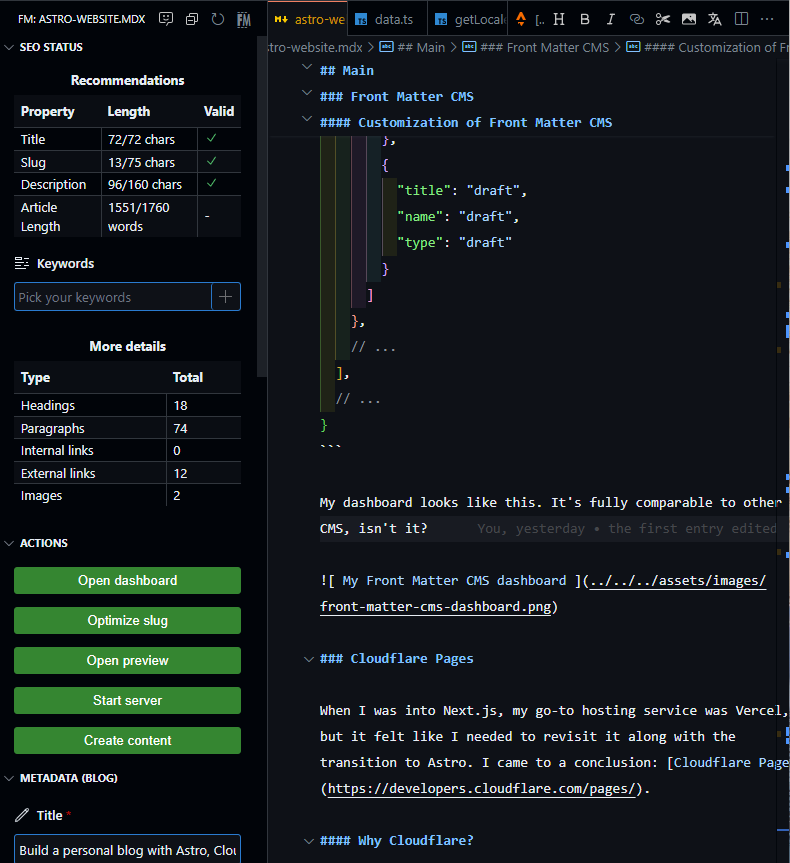 FM: ASTRO-WEBSITE.MDX
SEO STATUS
Recommendations
Property Length Valid
Title 72/72 chars ✓
Slug 13/75 chars ✓
Description 96/160 chars ✓
Article Length 1551/1760 words -
Keywords
Pick your keywords
More details
Type Total
Headings 18
Paragraphs 74
Internal links 0
External links 12
Images 2
ACTIONS
Open dashboard
Optimize slug
Open preview
Start server
Create content
METADATA (BLOG)
Title *
Build a personal blog with Astro, Clou
astro-we data.ts getLocal [..
stro-website.mdx > ## Main > ### Front Matter CMS > #### Customization of Fr
## Main
### Front Matter CMS
#### Customization of Front Matter CMS
},
{
"title": "draft",
"name": "draft",
"type": "draft"
}
]
},
// ...
],
// ...
}
```
My dashboard looks like this. It's fully comparable to other
CMS, isn't it? You, yesterday • the first entry edited
![ My Front Matter CMS dashboard ](../../../assets/images/
front-matter-cms-dashboard.png)
### Cloudflare Pages
When I was into Next.js, my go-to hosting service was Vercel,
but it felt like I needed to revisit it along with the
transition to Astro. I came to a conclusion: [Cloudflare Page
(https://developers.cloudflare.com/pages/).
#### Why Cloudflare?